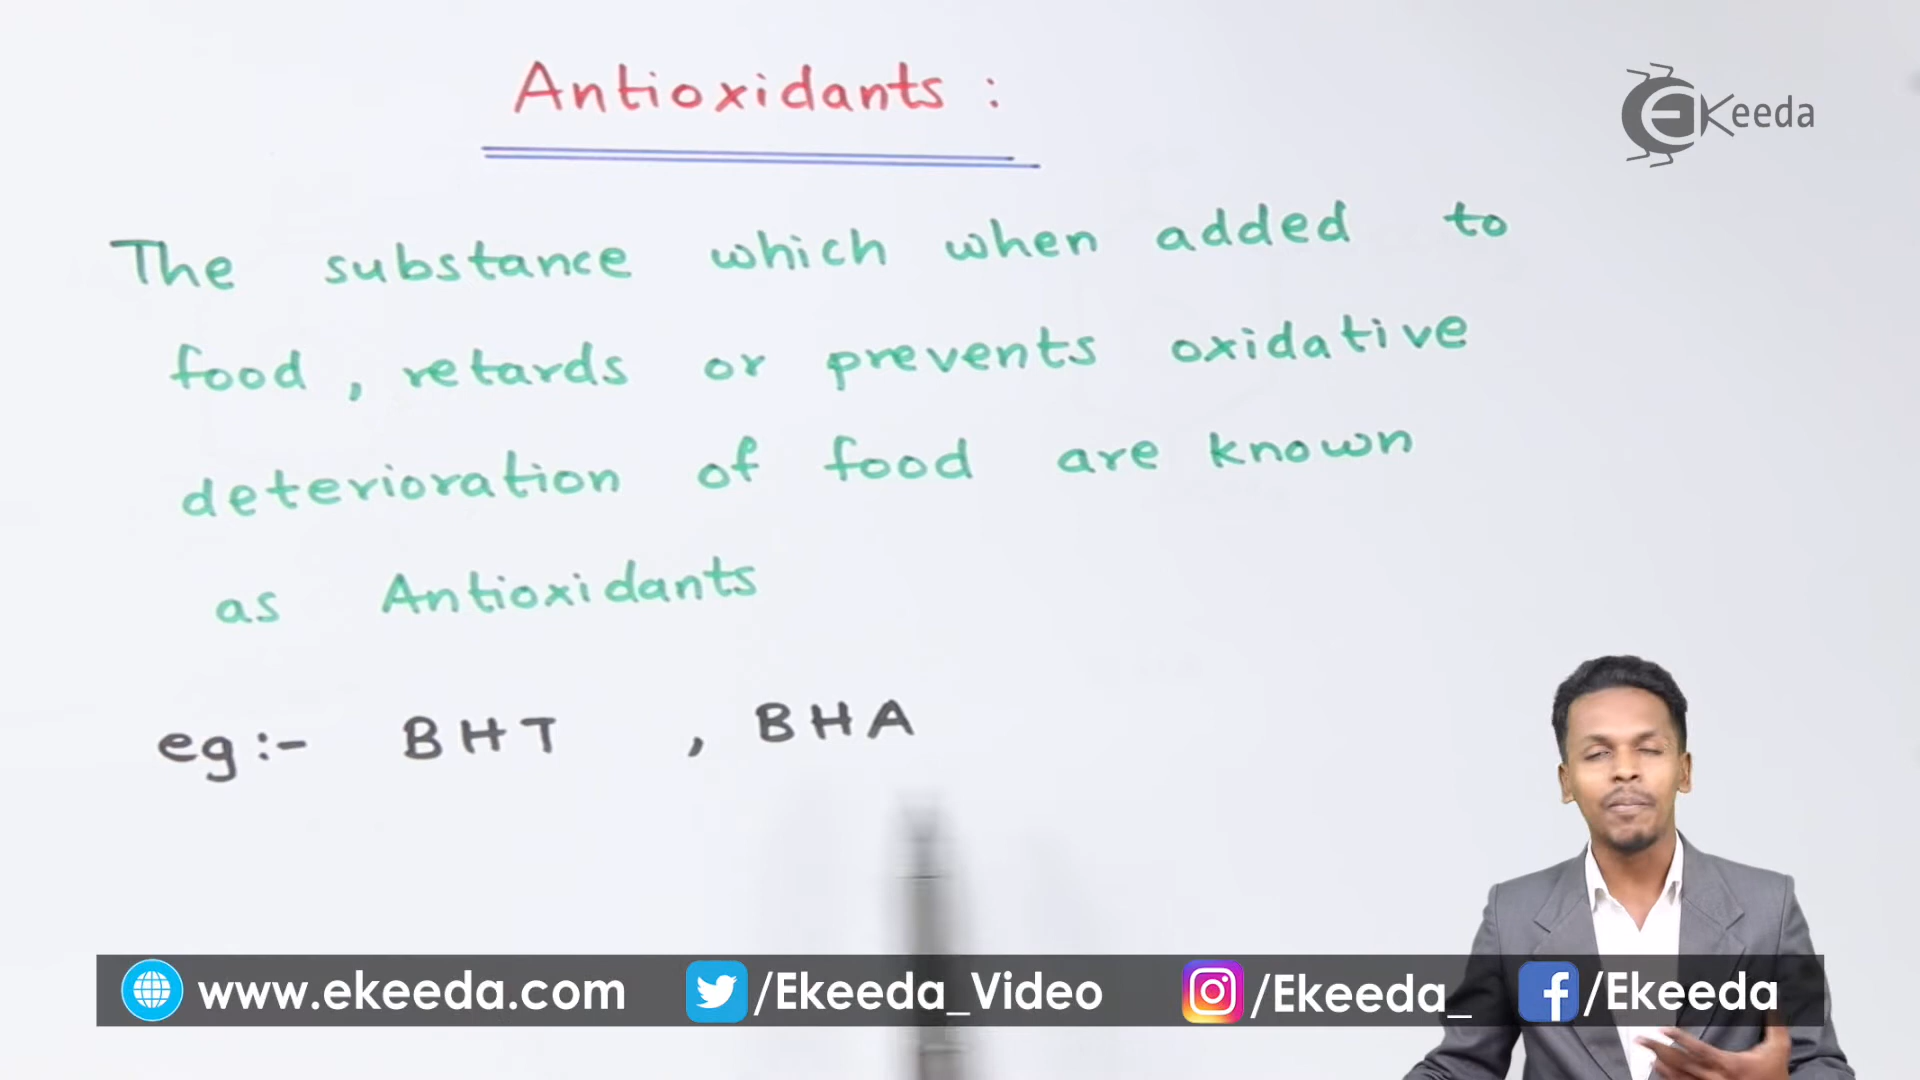 Antioxidants :
EKeeda
The substance which when added to
food, retards or prevents oxidative
deterioration of food are known
as Antioxidants
eg:- BHT , BHA
www.ekeeda.com /Ekeeda_Video /Ekeeda_ /Ekeeda